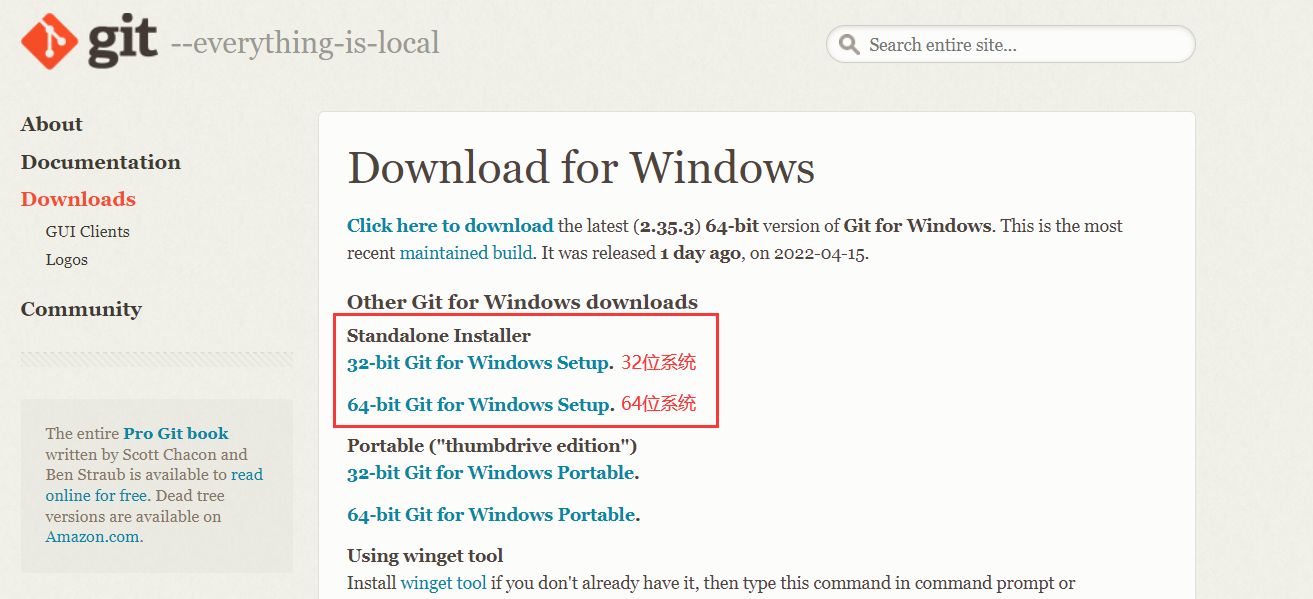 git --everything-is-local
Search entire site...
About
Documentation
Downloads
GUI Clients
Logos
Community
The entire Pro Git book
written by Scott Chacon and
Ben Straub is available to read
online for free. Dead tree
versions are available on
Amazon.com.
Download for Windows
Click here to download the latest (2.35.3) 64-bit version of Git for Windows. This is the most
recent maintained build. It was released 1 day ago, on 2022-04-15.
Other Git for Windows downloads
Standalone Installer
32-bit Git for Windows Setup. 32位系统
64-bit Git for Windows Setup. 64位系统
Portable ("thumbdrive edition")
32-bit Git for Windows Portable.
64-bit Git for Windows Portable.
Using winget tool
Install winget tool if you don't already have it, then type this command in command prompt or